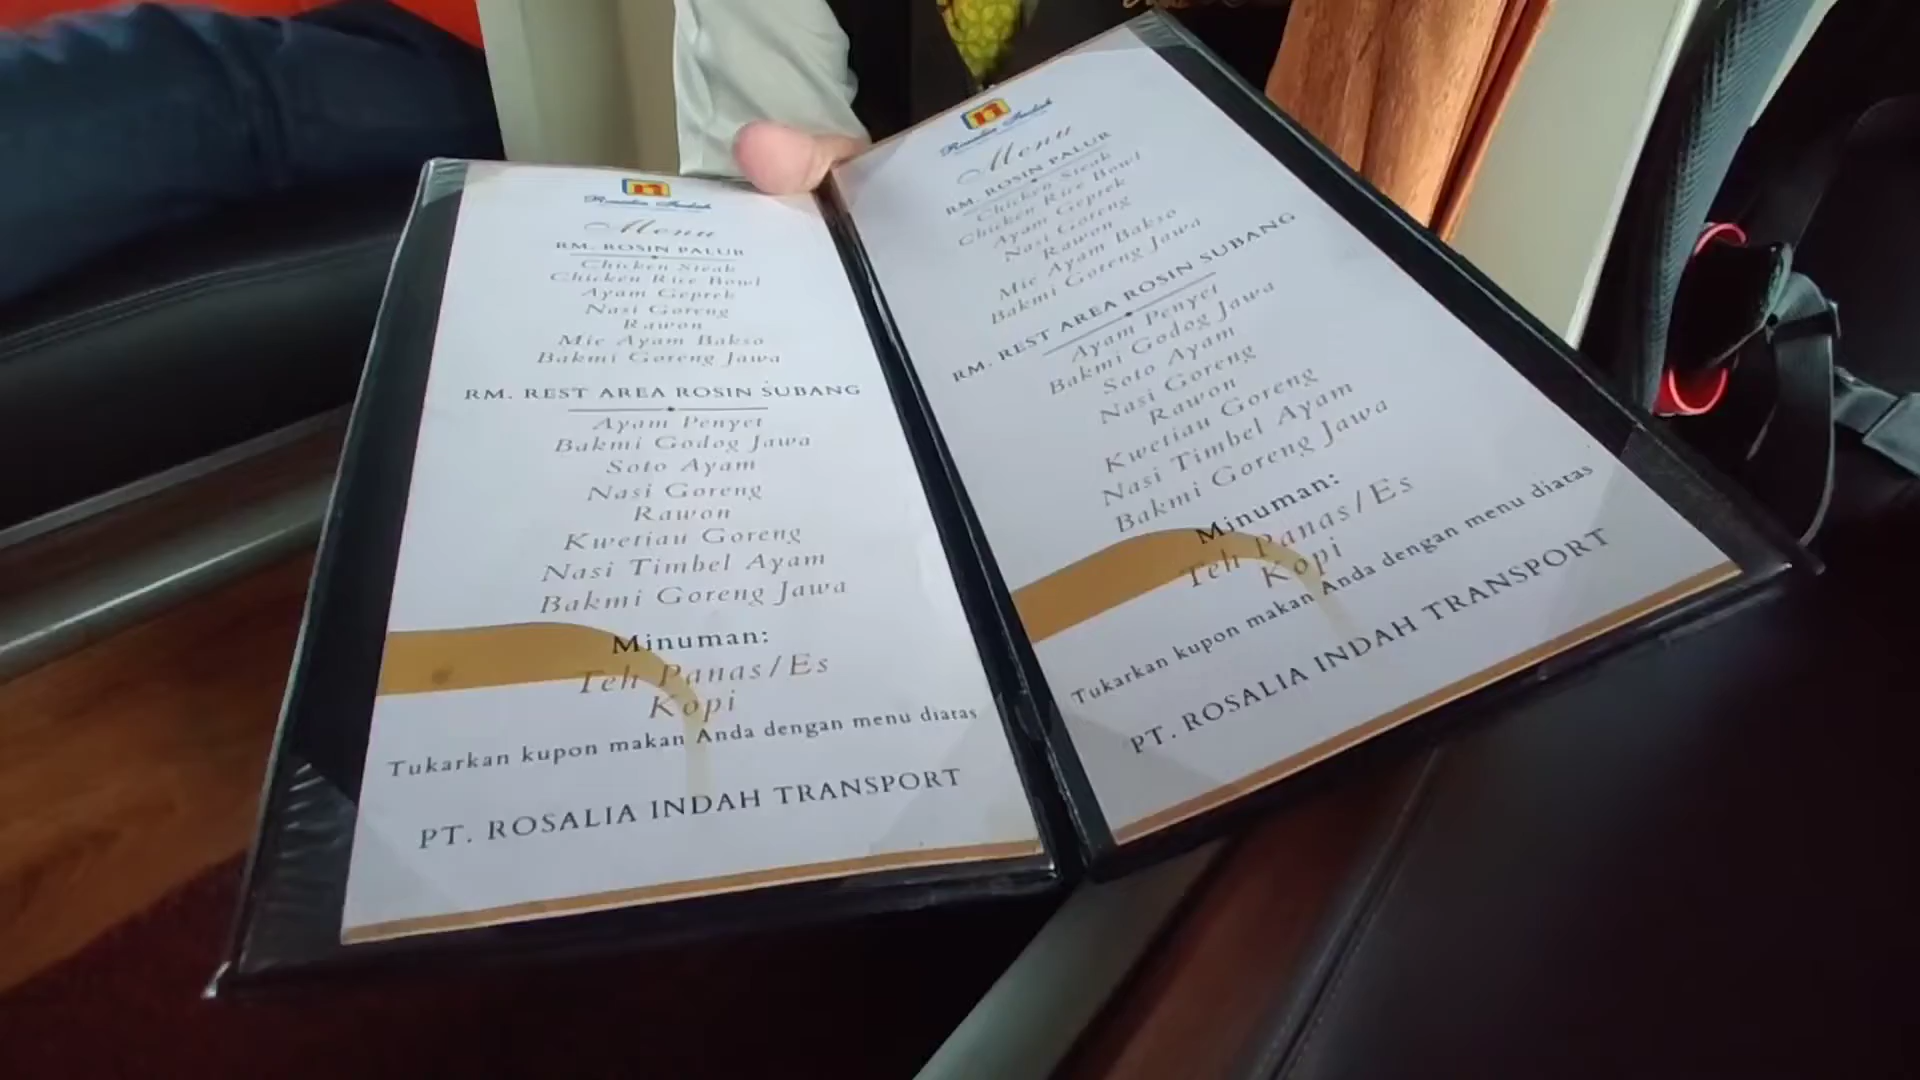 Rosalia Indah
Menu
RM. ROSIN PALUR
Chicken Steak
Chicken Rice Bowl
Ayam Geprek
Nasi Goreng
Rawon
Mie Ayam Bakso
Bakmi Goreng Jawa
RM. REST AREA ROSIN SUBANG
Ayam Penyet
Bakmi Godog Jawa
Soto Ayam
Nasi Goreng
Rawon
Kwetiau Goreng
Nasi Timbel Ayam
Bakmi Goreng Jawa
Minuman:
Teh Panas/Es
Kopi
Tukarkan kupon makan Anda dengan menu diatas
PT. ROSALIA INDAH TRANSPORT
Rosalia Indah
Menu
RM. ROSIN PALUR
Chicken Steak
Chicken Rice Bowl
Ayam Geprek
Nasi Goreng
Rawon
Mie Ayam Bakso
Bakmi Goreng Jawa
RM. REST AREA ROSIN SUBANG
Ayam Penyet
Bakmi Godog Jawa
Soto Ayam
Nasi Goreng
Rawon
Kwetiau Goreng
Nasi Timbel Ayam
Bakmi Goreng Jawa
Minuman:
Teh Panas/Es
Kopi
Tukarkan kupon makan Anda dengan menu diatas
PT. ROSALIA INDAH TRANSPORT